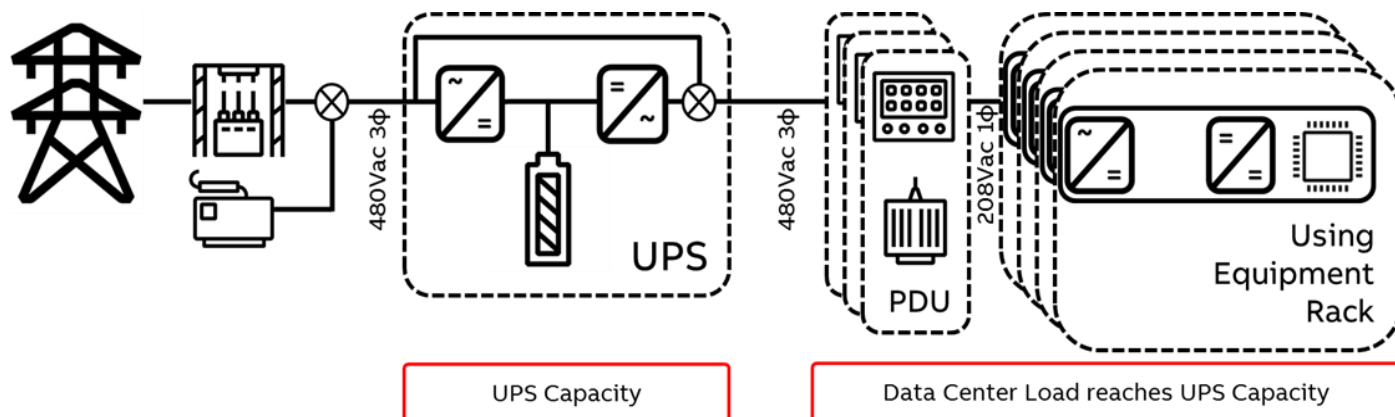 480Vac 3ϕ
UPS
480Vac 3ϕ
PDU
208Vac 1ϕ
Using
Equipment
Rack
UPS Capacity
Data Center Load reaches UPS Capacity